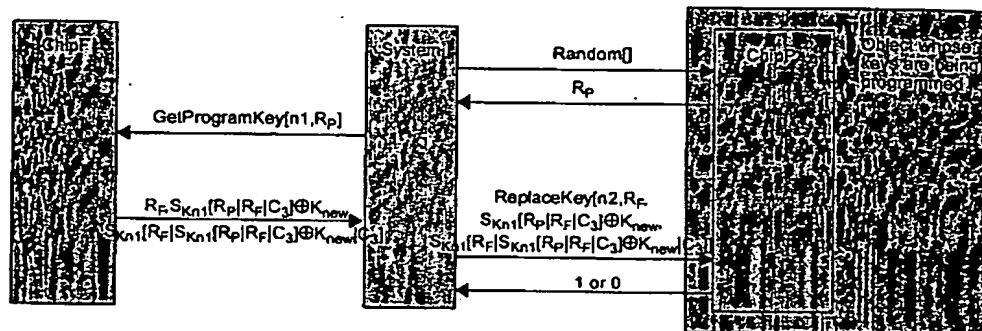 ChipF
System
ChipP
Object whose
keys are being
programmed
Random[]
RP
GetProgramKey[n1,RP]
RF,SKn1[RP|RF|C3]⊕Knew,
SKn1[RF|SKn1[RP|RF|C3]⊕Knew|C3]
ReplaceKey[n2,RF,
SKn1[RP|RF|C3]⊕Knew,
SKn1[RF|SKn1[RP|RF|C3]⊕Knew|C3]
1 or 0